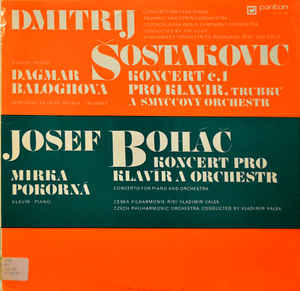 DMITRIJ
panton
ŠOSTAKOVIČ
DAGMAR
BALOGHOVÁ
KONCERT č.1
PRO KLAVÍR, TRUBKU
A SMYČCOVÝ ORCHESTR
JOSEF BOHÁČ
MIRKA
POKORNÁ
KLAVÍR · PIANO
KONCERT PRO
KLAVÍR A ORCHESTR
CONCERTO FOR PIANO AND ORCHESTRA
ČESKÁ FILHARMONIE ŘÍDÍ VLADIMÍR VÁLEK
CZECH PHILHARMONIC ORCHESTRA CONDUCTED BY VLADIMÍR VÁLEK